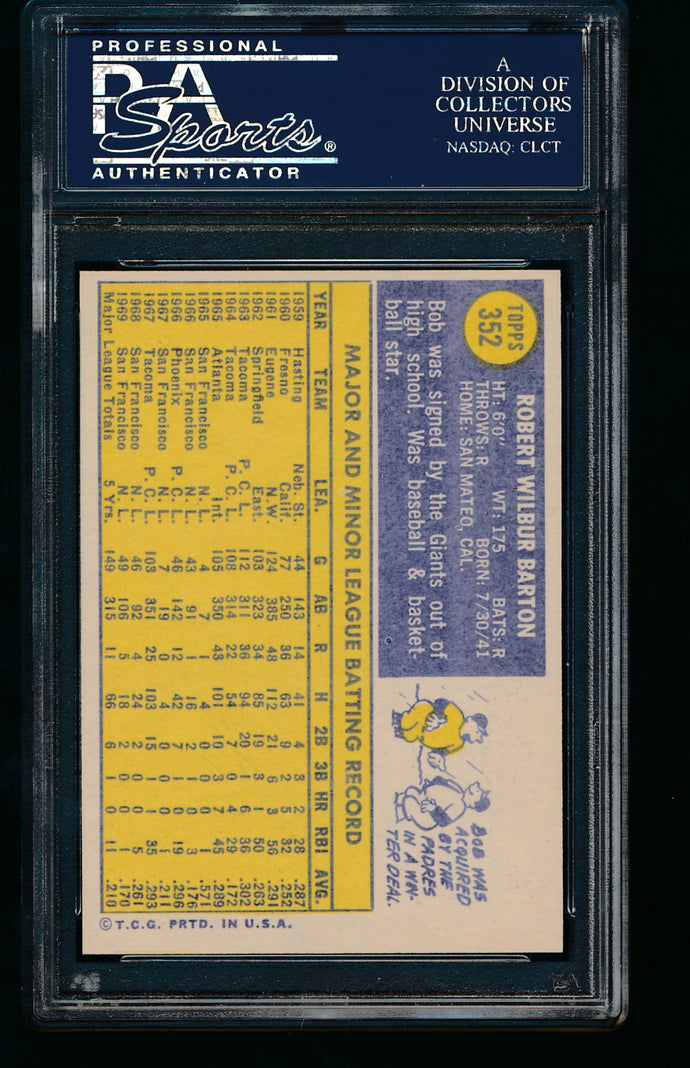 PROFESSIONAL
PSA
Sports®
AUTHENTICATOR
A
DIVISION OF
COLLECTORS
UNIVERSE
NASDAQ: CLCT
TOPPS
352
ROBERT WILBUR BARTON
HT. 6'0" WT: 175 BATS: R
THROWS: R BORN: 7/30/41
HOME: SAN MATEO, CAL.
Bob was signed by the Giants out of
high school. Was baseball & basket-
ball star.
BOB WAS
ACQUIRED
BY THE
PADRES
IN A WIN-
TER DEAL.
MAJOR AND MINOR LEAGUE BATTING RECORD
YEAR TEAM LEA. G AB R H 2B 3B HR RBI AVG.
1959 Hasting Neb. St. 44 143 14 41 4 3 2 28 .287
1960 Fresno Calif. 77 250 36 63 9 2 5 32 .252
1961 Eugene N.W. 124 385 48 112 21 6 3 56 .291
1962 Springfield East. 103 323 34 85 19 3 6 50 .263
1963 Tacoma P. C. L. 112 311 36 94 20 1 6 36 .302
1964 Tacoma P. C. L. 108 314 22 54 7 0 4 29 .172
1965 Atlanta Int. 105 350 43 101 10 3 7 45 .289
1965 San Francisco N. L. 4 7 1 4 0 0 0 1 .571
1966 San Francisco N. L. 43 91 1 16 2 1 0 3 .176
1966 Phoenix P. C. L. 46 142 12 42 7 1 1 19 .296
1967 San Francisco N. L. 7 19 0 4 0 0 0 1 .211
1967 Tacoma P. C. L. 103 351 25 103 15 1 1 35 .293
1968 San Francisco N. L. 46 92 4 24 2 0 0 5 .261
1969 San Francisco N. L. 49 106 5 18 2 0 0 1 .170
Major League Totals 5 Yrs. 149 315 11 66 6 1 0 11 .210
©T.C.G. PRTD. IN U.S.A.